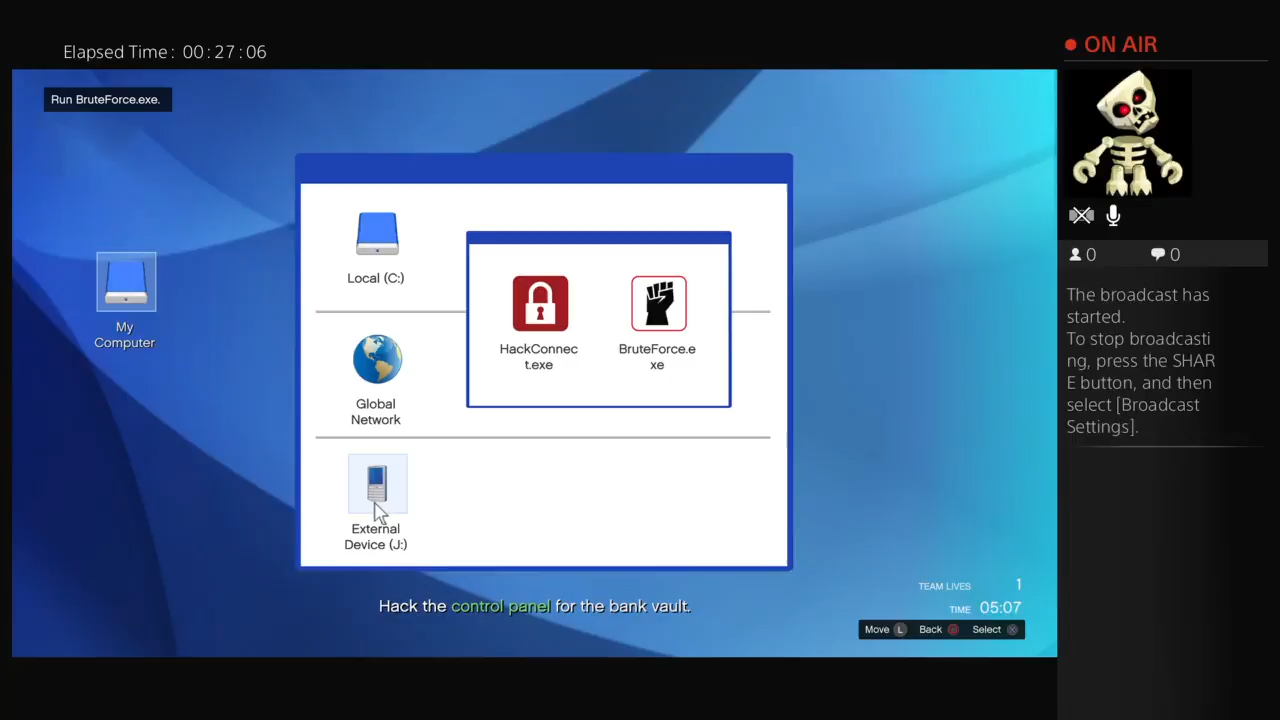 Elapsed Time: 00:27:06
ON AIR
Run BruteForce.exe.
Local (C:)
HackConnec
t.exe
BruteForce.e
xe
My
Computer
Global
Network
External
Device (J:)
Hack the control panel for the bank vault.
TEAM LIVES 1
TIME 05:07
Move L Back Select
0 0
The broadcast has
started.
To stop broadcasti
ng, press the SHAR
E button, and then
select [Broadcast
Settings].